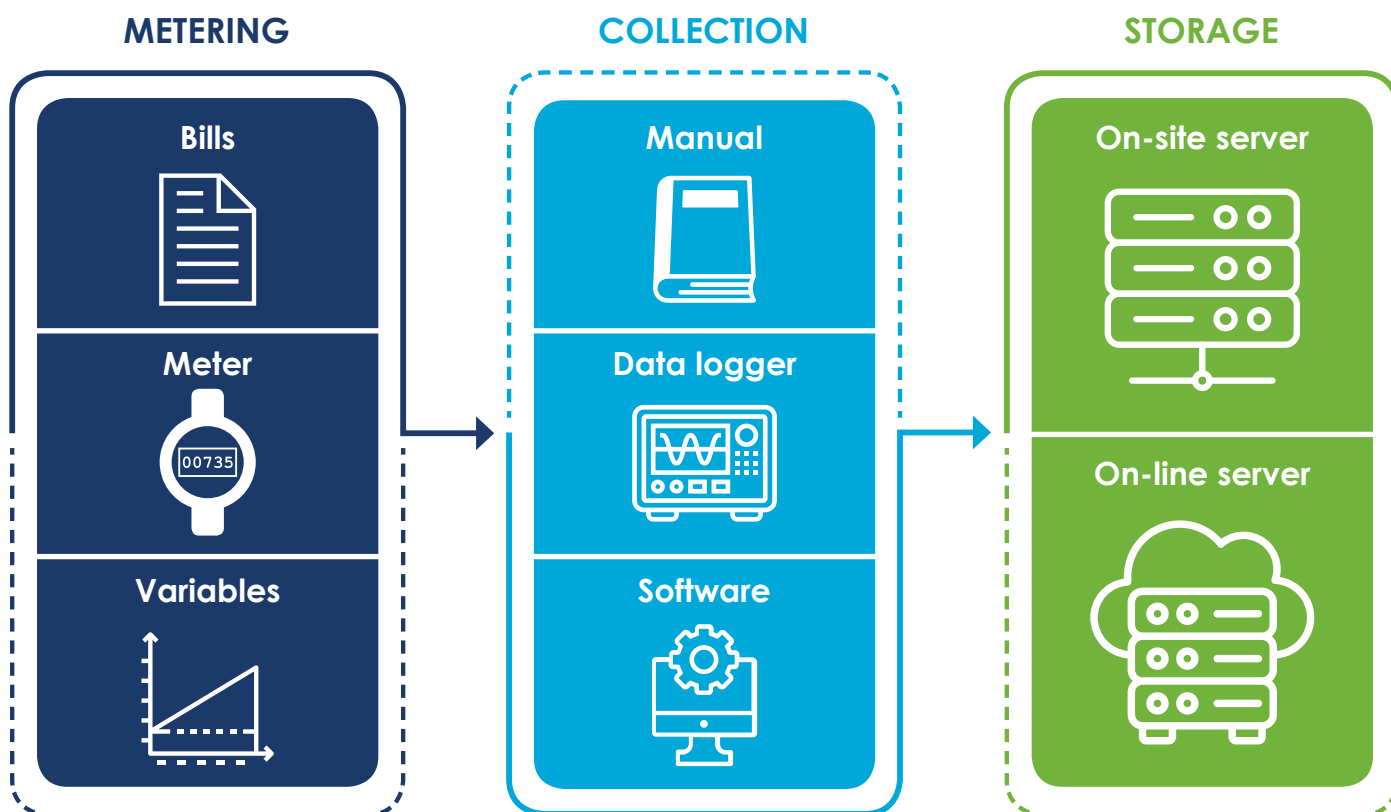 METERING
Bills
Meter
00735
Variables
COLLECTION
Manual
Data logger
Software
STORAGE
On-site server
On-line server